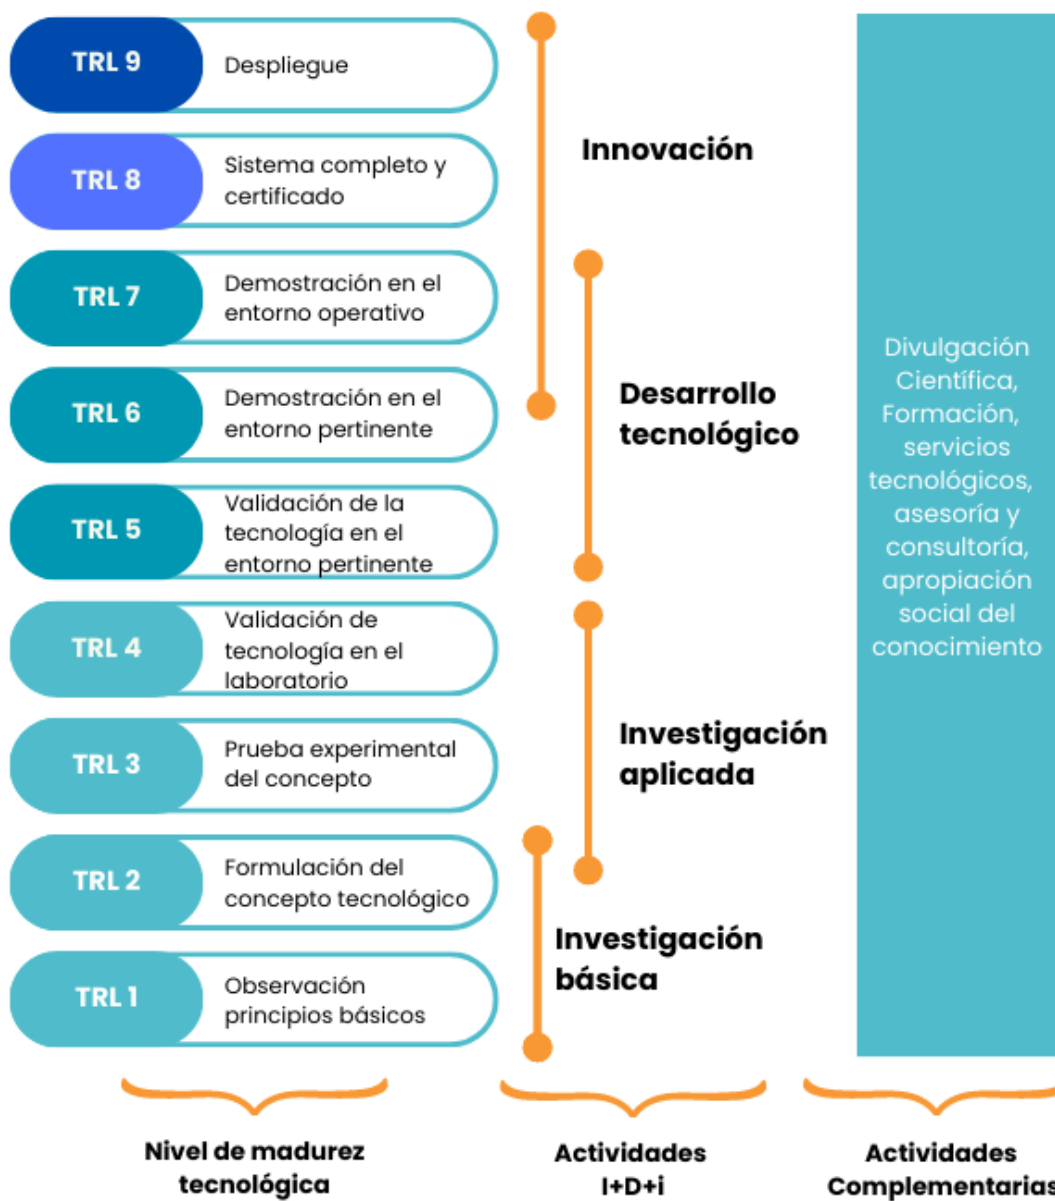 TRL 9
Despliegue
TRL 8
Sistema completo y
certificado
Innovación
TRL 7
Demostración en el
entorno operativo
TRL 6
Demostración en el
entorno pertinente
Desarrollo
tecnológico
TRL 5
Validación de la
tecnología en el
entorno pertinente
TRL 4
Validación de
tecnología en el
laboratorio
TRL 3
Prueba experimental
del concepto
Investigación
aplicada
TRL 2
Formulación del
concepto tecnológico
TRL 1
Observación
principios básicos
Investigación
básica
Divulgación
Científica,
Formación,
servicios
tecnológicos,
asesoría y
consultoría,
apropiación
social del
conocimiento
Nivel de madurez
tecnológica
Actividades
I+D+i
Actividades
Complementarias